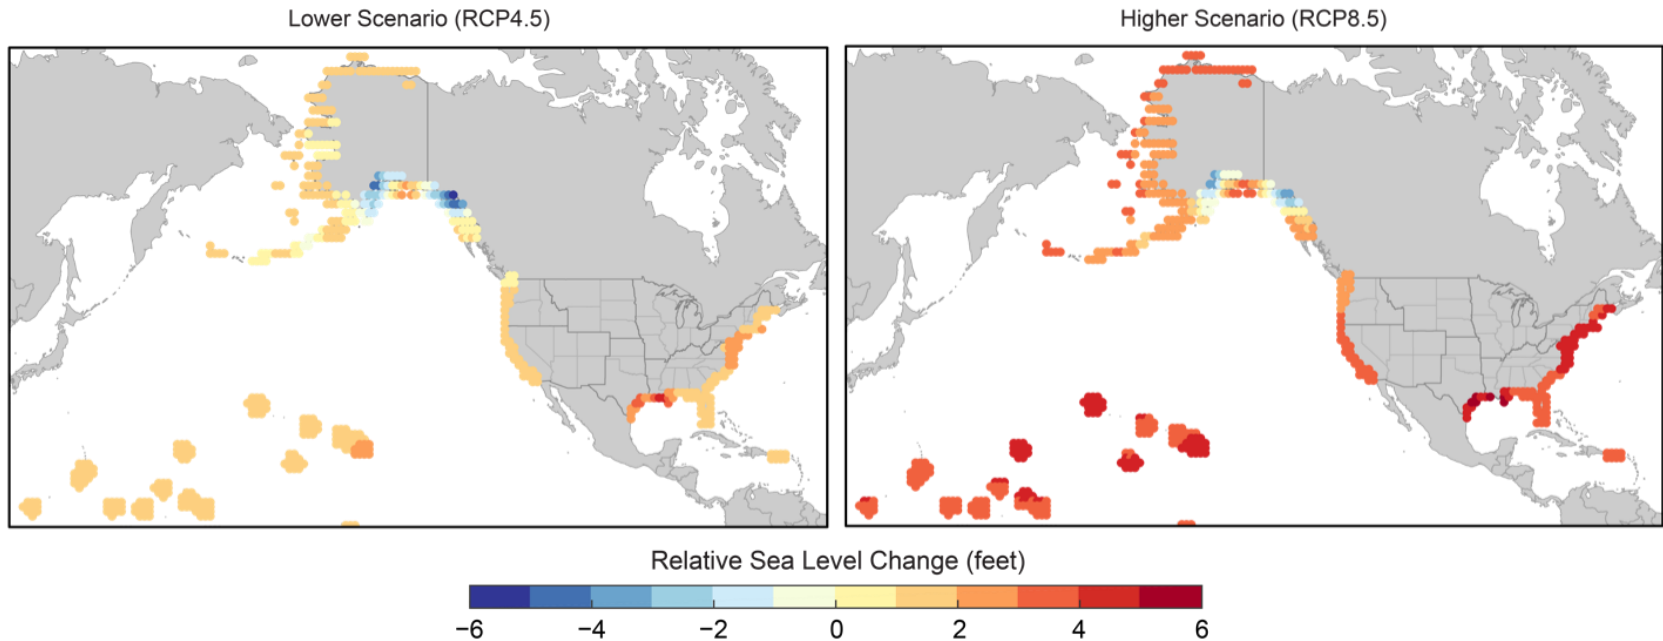 Lower Scenario (RCP4.5)
Higher Scenario (RCP8.5)
Relative Sea Level Change (feet)
−6 −4 −2 0 2 4 6